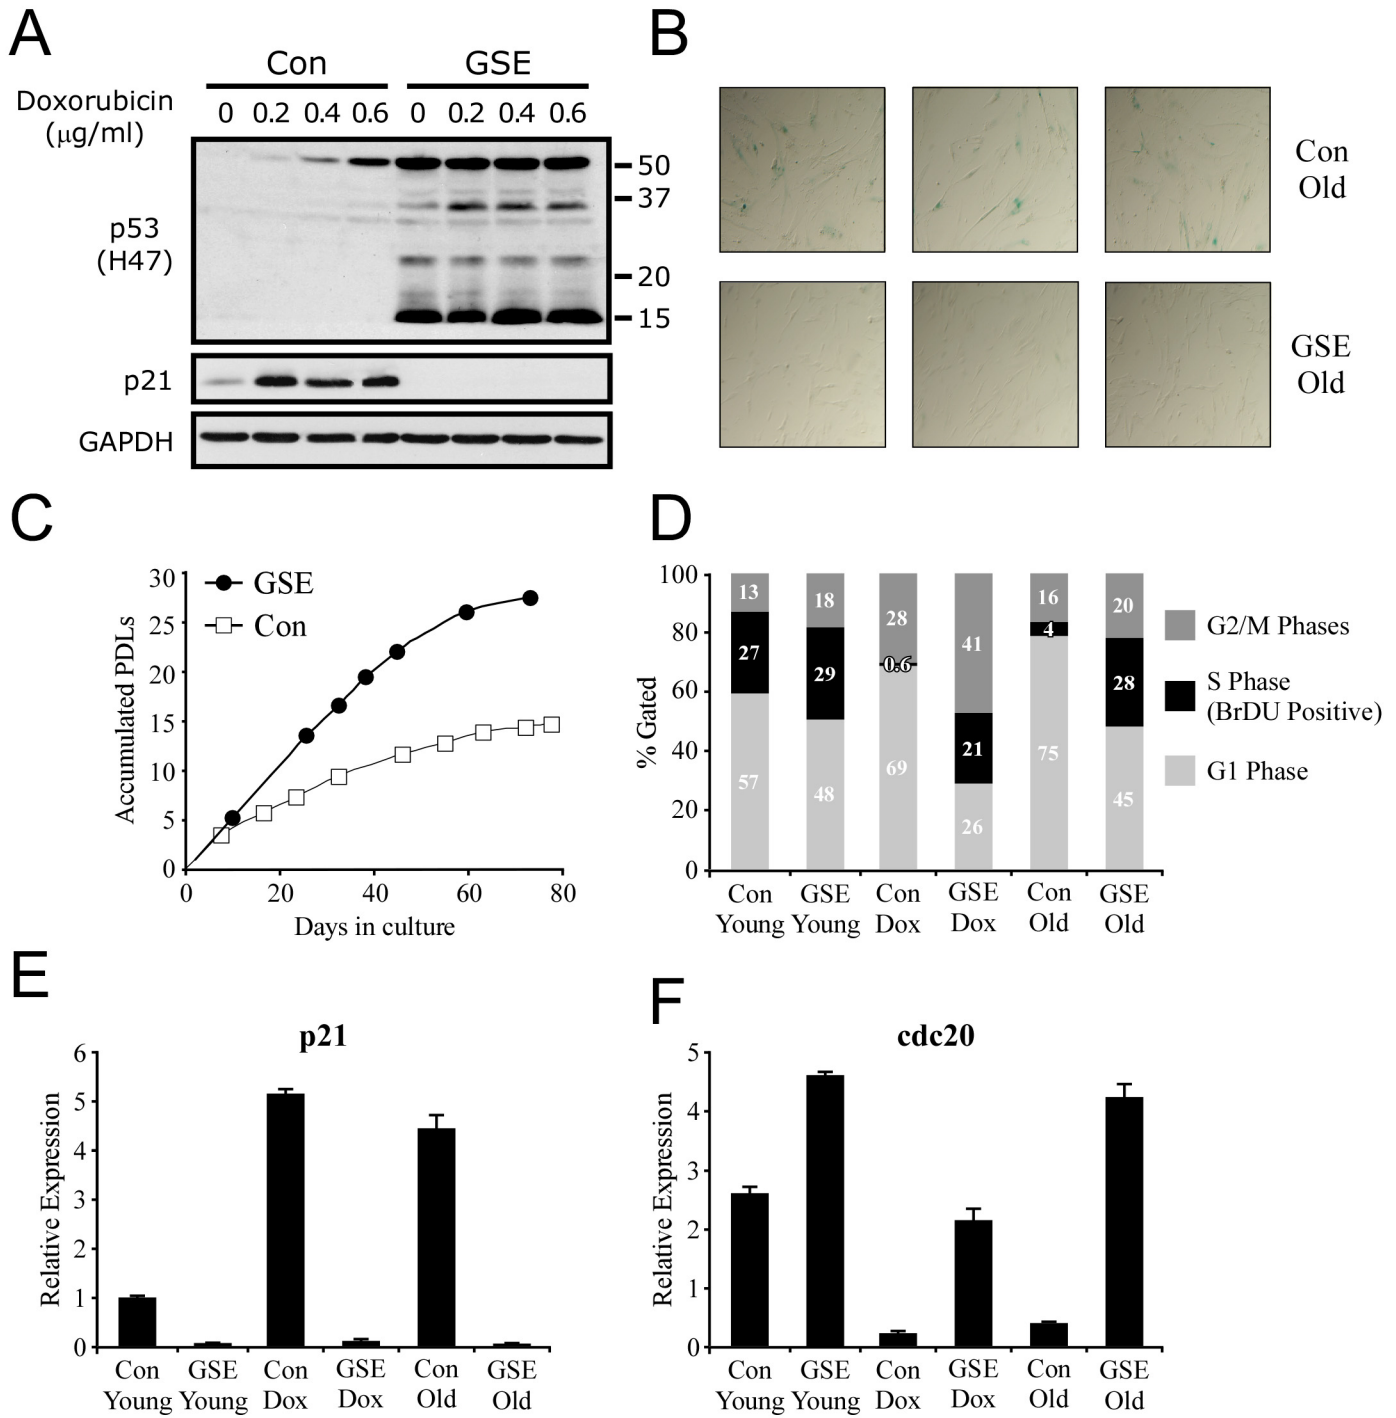 A
Con GSE
Doxorubicin
(µg/ml)
0 0.2 0.4 0.6 0 0.2 0.4 0.6
p53
(H47)
50
37
20
15
p21
GAPDH
B
Con
Old
GSE
Old
C
Accumulated PDLs
30
25
20
15
10
5
0
GSE
Con
0 20 40 60 80
Days in culture
D
% Gated
100
80
60
40
20
0
13 18 28 41 16 20
27 29 0.6 21 4 28
57 48 69 26 75 45
Con GSE Con GSE Con GSE
Young Young Dox Dox Old Old
G2/M Phases
S Phase
(BrDU Positive)
G1 Phase
E
p21
Relative Expression
6
5
4
3
2
1
0
Con GSE Con GSE Con GSE
Young Young Dox Dox Old Old
F
cdc20
Relative Expression
5
4
3
2
1
0
Con GSE Con GSE Con GSE
Young Young Dox Dox Old Old